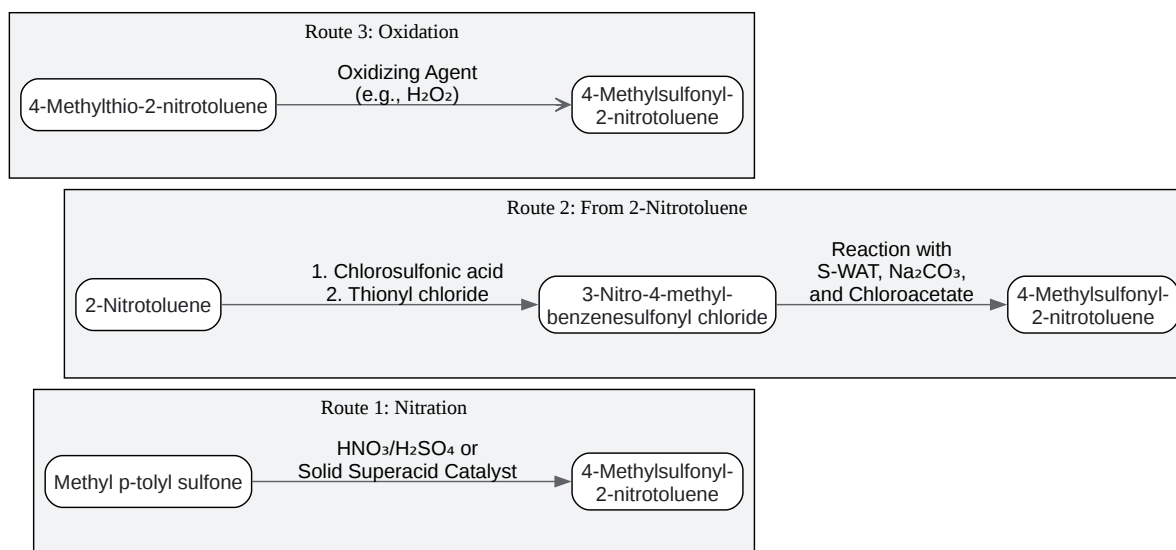 Route 3: Oxidation
4-Methylthio-2-nitrotoluene
Oxidizing Agent
(e.g., H₂O₂)
4-Methylsulfonyl-
2-nitrotoluene
Route 2: From 2-Nitrotoluene
2-Nitrotoluene
1. Chlorosulfonic acid
2. Thionyl chloride
3-Nitro-4-methyl-
benzenesulfonyl chloride
Reaction with
S-WAT, Na₂CO₃,
and Chloroacetate
4-Methylsulfonyl-
2-nitrotoluene
Route 1: Nitration
Methyl p-tolyl sulfone
HNO₃/H₂SO₄ or
Solid Superacid Catalyst
4-Methylsulfonyl-
2-nitrotoluene